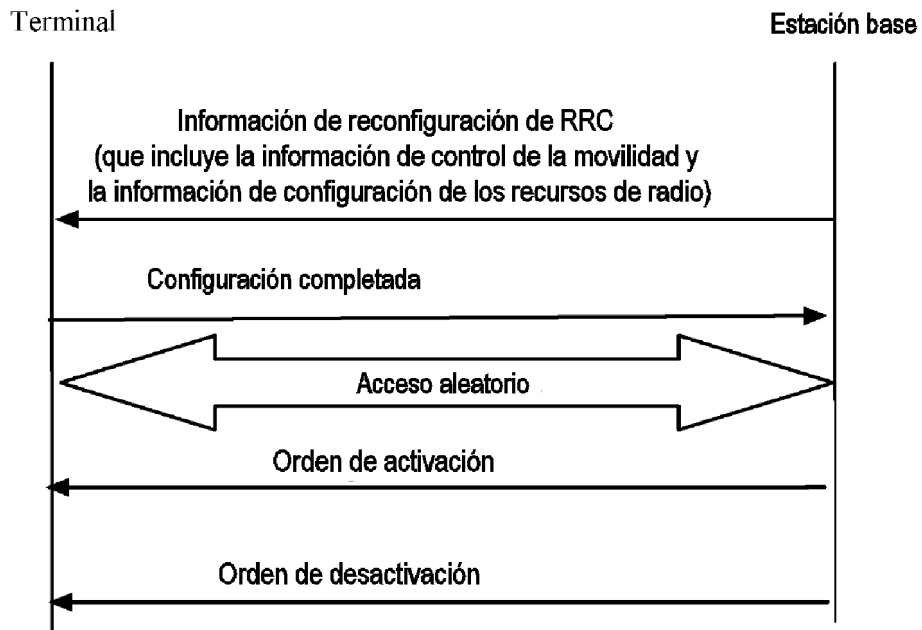 Terminal
Estación base
Información de reconfiguración de RRC
(que incluye la información de control de la movilidad y
la información de configuración de los recursos de radio)
Configuración completada
Acceso aleatorio
Orden de activación
Orden de desactivación